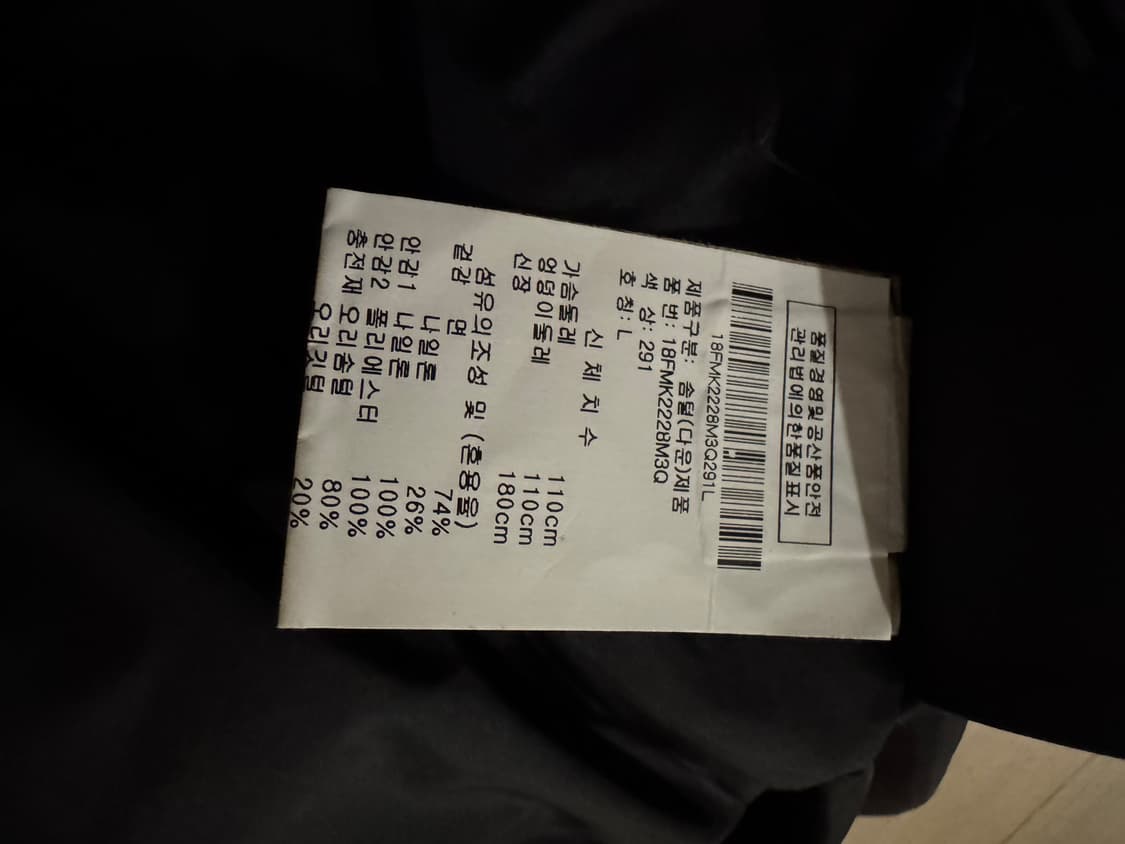 품질경영및공산품안전
관리법에의한품질표시
18FMK2228M3Q291L
제품구분: 솜털(다운)제품
품 번: 18FMK2228M3Q
색 상: 291
호 칭: L
신 체 치 수
가슴둘레 110cm
엉덩이둘레 110cm
신장 180cm
섬유의조성 및 (혼용율)
겉감 면 74%
나일론 26%
안감1 나일론 100%
안감2 폴리에스터 100%
충전재 오리솜털 80%
오리깃털 20%